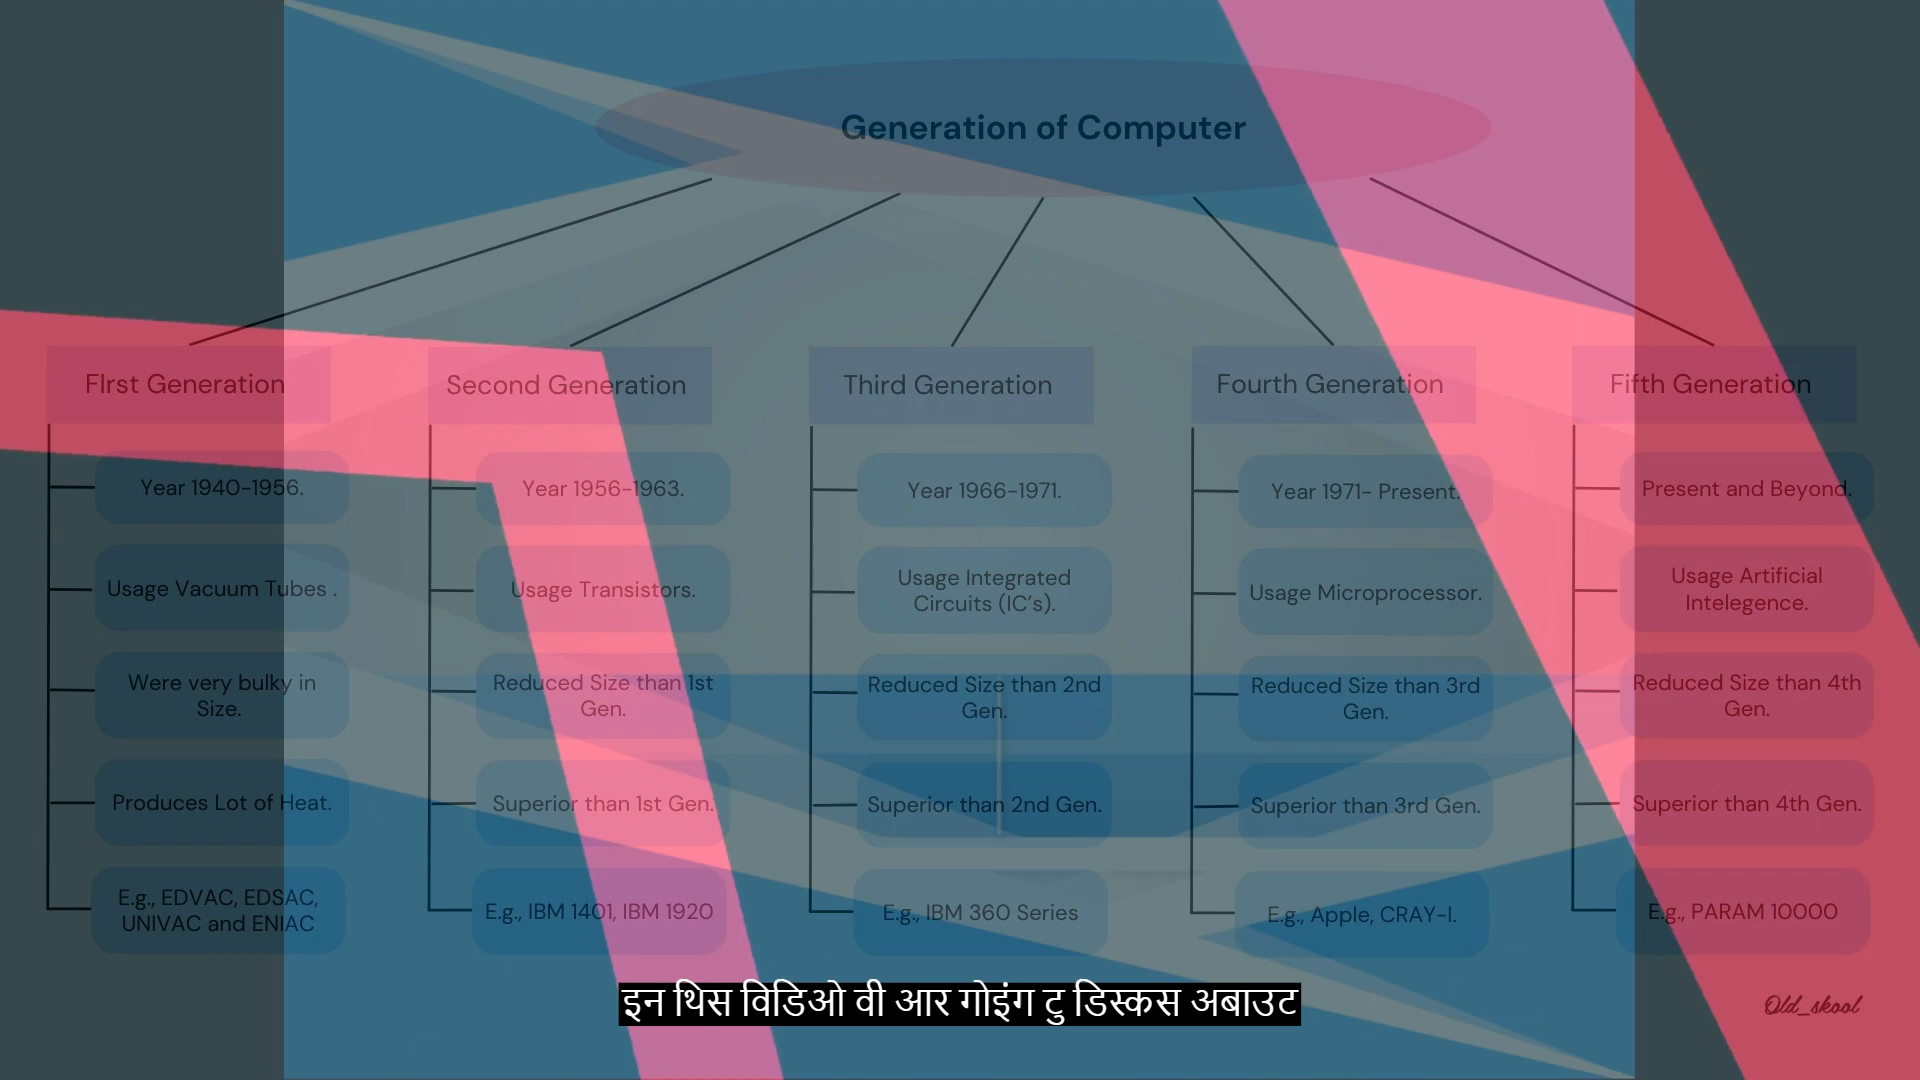 Generation of Computer
FIrst Generation
Year 1940-1956.
Usage Vacuum Tubes .
Were very bulky in
Size.
Produces Lot of Heat.
E.g., EDVAC, EDSAC,
UNIVAC and ENIAC
Second Generation
Year 1956-1963.
Usage Transistors.
Reduced Size than 1st
Gen.
Superior than 1st Gen.
E.g., IBM 1401, IBM 1920
Third Generation
Year 1966-1971.
Usage Integrated
Circuits (IC's).
Reduced Size than 2nd
Gen.
Superior than 2nd Gen.
E.g., IBM 360 Series
Fourth Generation
Year 1971- Present.
Usage Microprocessor.
Reduced Size than 3rd
Gen.
Superior than 3rd Gen.
E.g., Apple, CRAY-I.
Fifth Generation
Present and Beyond.
Usage Artificial
Intelegence.
Reduced Size than 4th
Gen.
Superior than 4th Gen.
E.g., PARAM 10000
Old_skool
इन थिस विडिओ वी आर गोइंग टु डिस्कस अबाउट